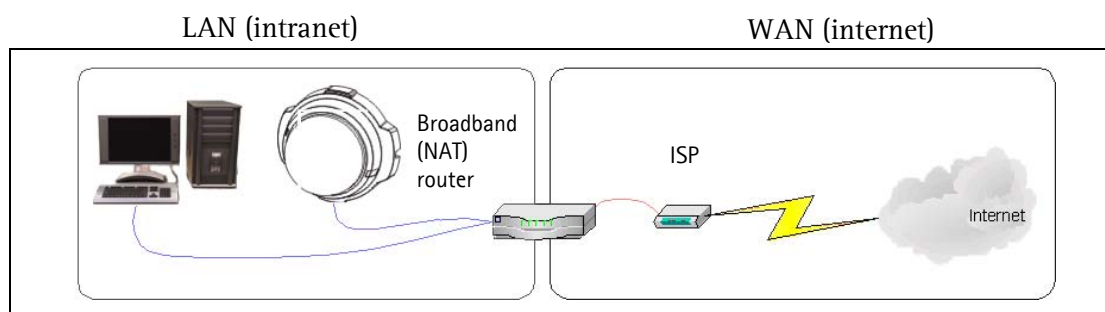 LAN (intranet)
WAN (internet)
Broadband
(NAT)
router
ISP
Internet